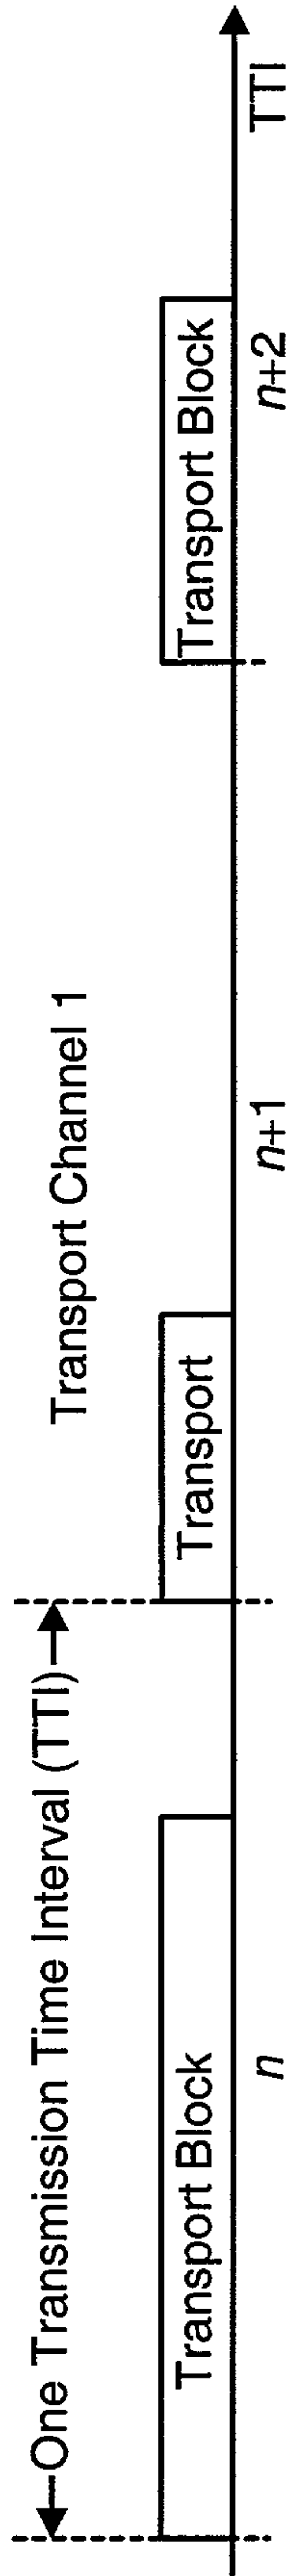 One Transmission Time Interval (TTI)
Transport Channel 1
Transport Block
Transport
Transport Block
n
n+1
n+2
TTI